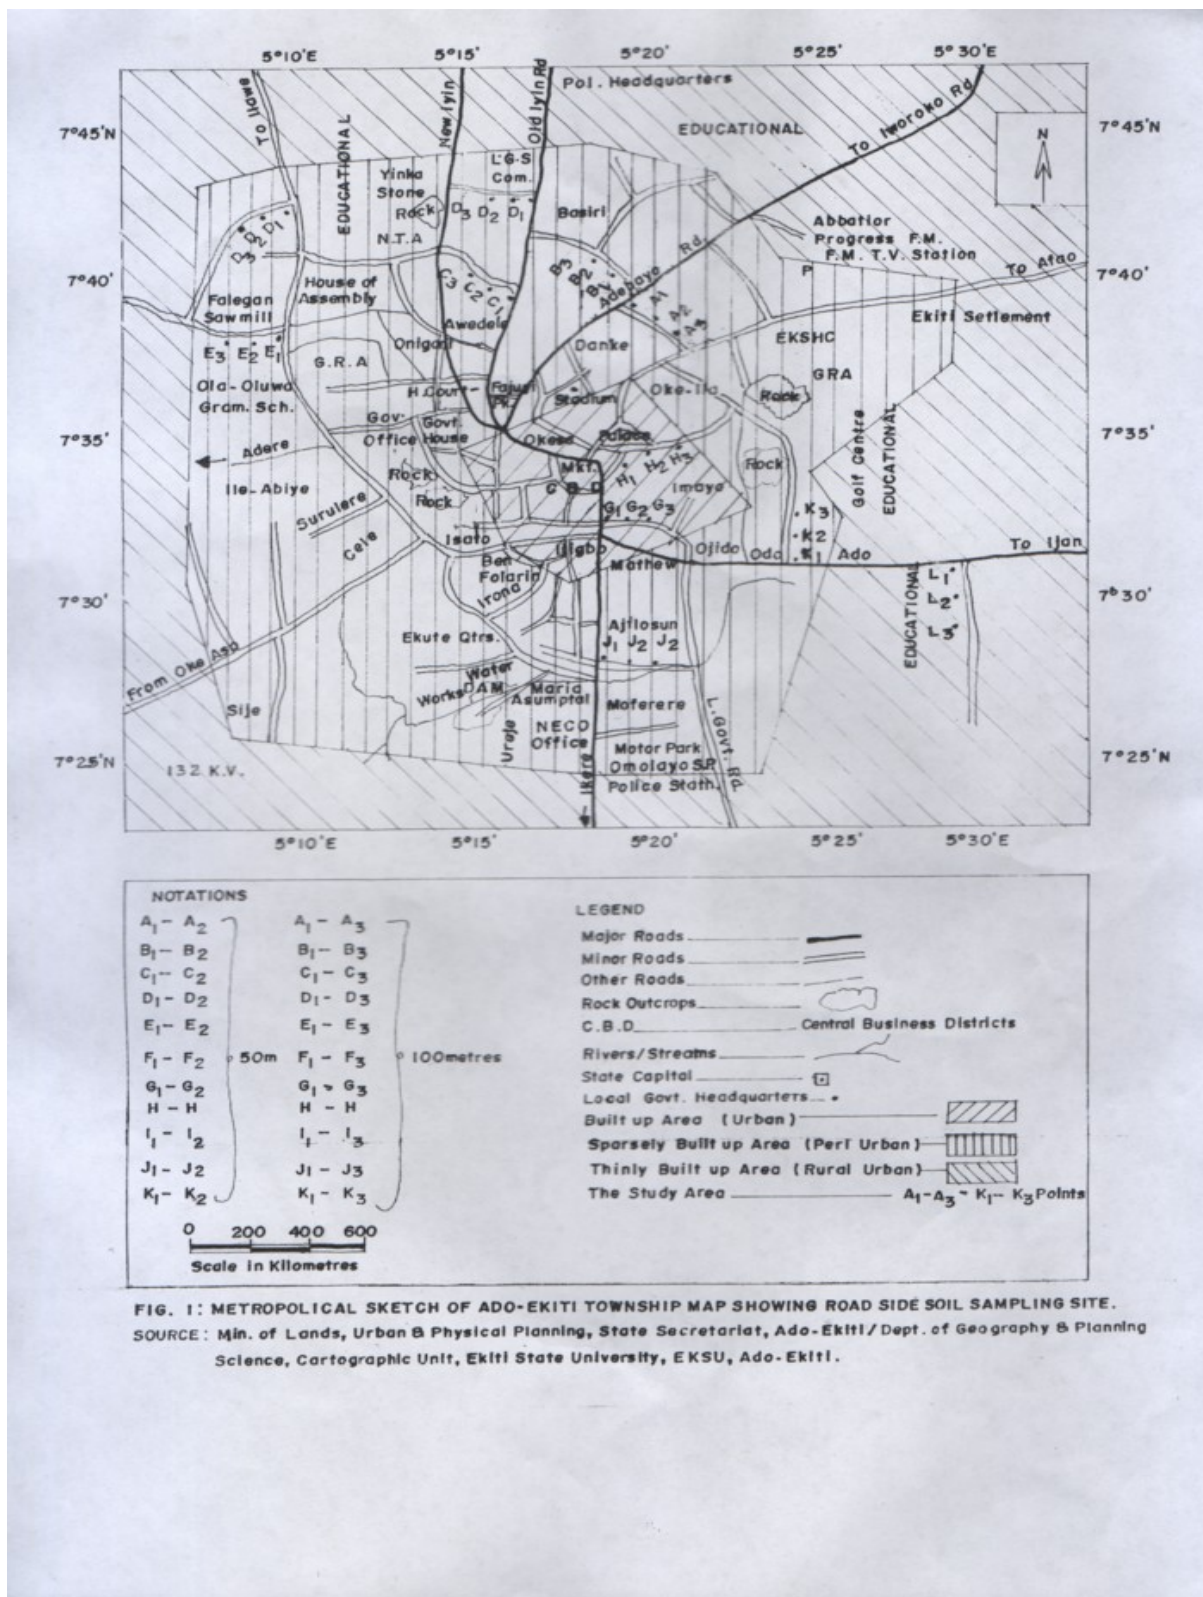 5°10'E 5°15' 5°20' 5°25' 5°30'E
7°45'N
7°40'
7°35'
7°30'
7°25'N
7°45'N
7°40'
7°35'
7°30'
7°25'N
5°10'E 5°15' 5°20' 5°25' 5°30'E
N
To Ilawe
New Iyin
Old Iyin Rd
Pol. Headquarters
EDUCATIONAL
To Iworoko Rd
EDUCATIONAL
Yinka
Stone
Rock
L'G-S
Com.
D3 D2 D1
N.T.A
Basiri
Abbatior
Progress F.M.
F.M. T.V. Station
P
To Afao
D1
D2
D3
House of
Assembly
C3 C2 C1
B3
B2
B1
Adebayo Rd.
A1
A2
A3
Falegan
Sawmill
Awedele
Ekiti Settlement
E3 E2 E1
Onigari
Danke
EKSHC
G.R.A
GRA
Ola-Oluwa
Gram. Sch.
H.Court
Fajuyi
Pk.
Stadium
Oke-Ila
Rock
Gov.
Office
Govt.
House
Okesa
Palace
Adere
Mkt.
H1 H2 H3
Rock
Golf Centre
EDUCATIONAL
Rock
Rock
Ile-Abiye
C B D
Imayo
Surulere
G1 G2 G3
K3
K2
K1
Cele
Isato
Ijigbo
Ojido
Odo
Ado
To Ijan
Ben
Folarin
Mathew
Irona
EDUCATIONAL
L1
L2
L3
Ekute Qtrs.
Ajilosun
J1 J2 J2
From Oke Asp
Water
Works
DAM
Maria
Asumptal
Moferere
L. Govt. Rd
Sije
Ureje
NECO
Office
Motor Park
Omolayo S.P.
Police Stath.
132 K.V.
Ikere
NOTATIONS
A1- A2 A1- A3
B1- B2 B1- B3
C1- C2 C1- C3
D1- D2 D1- D3
E1- E2 E1- E3
F1- F2 50m F1- F3 100metres
G1- G2 G1- G3
H - H H - H
I1- I2 I1- I3
J1- J2 J1- J3
K1- K2 K1- K3
0 200 400 600
Scale in Kilometres
LEGEND
Major Roads
Minor Roads
Other Roads
Rock Outcrops
C.B.D Central Business Districts
Rivers/Streams
State Capital
Local Govt. Headquarters
Built up Area (Urban)
Sparsely Built up Area (Peri Urban)
Thinly Built up Area (Rural Urban)
The Study Area A1-A3 - K1- K3 Points
FIG. 1: METROPOLICAL SKETCH OF ADO-EKITI TOWNSHIP MAP SHOWING ROAD SIDE SOIL SAMPLING SITE.
SOURCE: Min. of Lands, Urban & Physical Planning, State Secretariat, Ado-Ekiti/Dept. of Geography & Planning
Science, Cartographic Unit, Ekiti State University, EKSU, Ado-Ekiti.